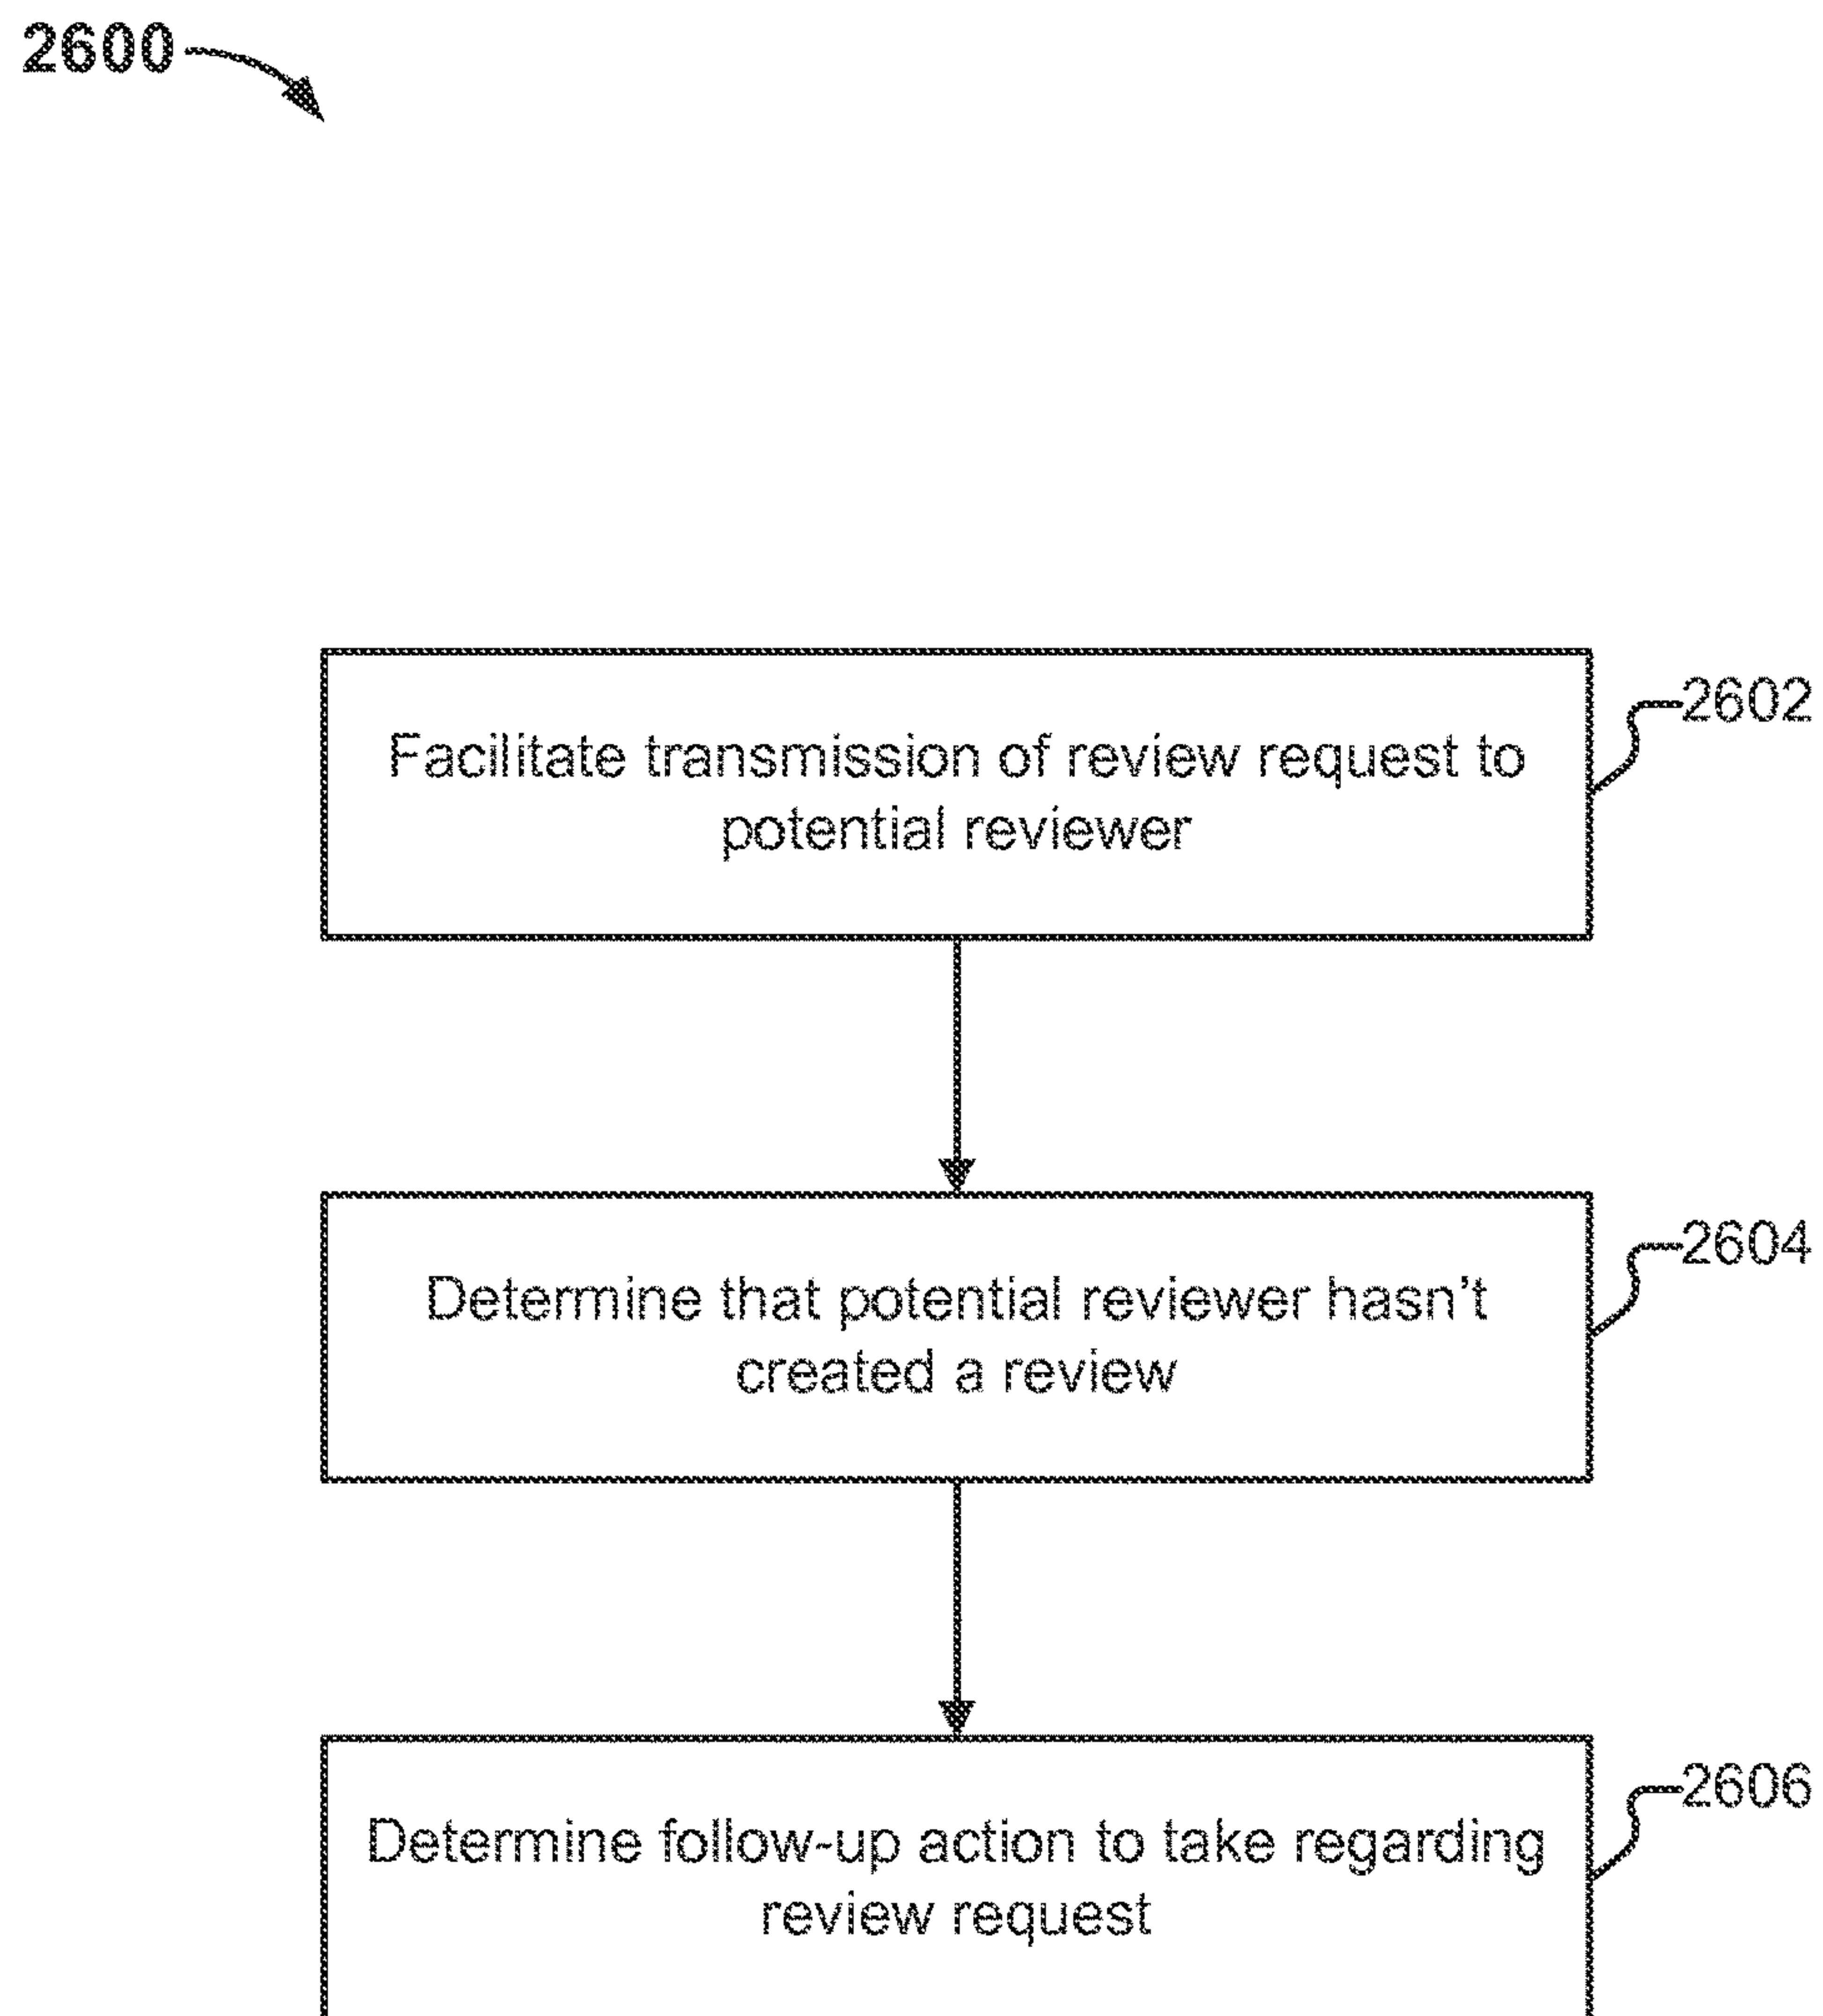 2600
Facilitate transmission of review request to
potential reviewer
2602
Determine that potential reviewer hasn’t
created a review
2604
Determine follow-up action to take regarding
review request
2606